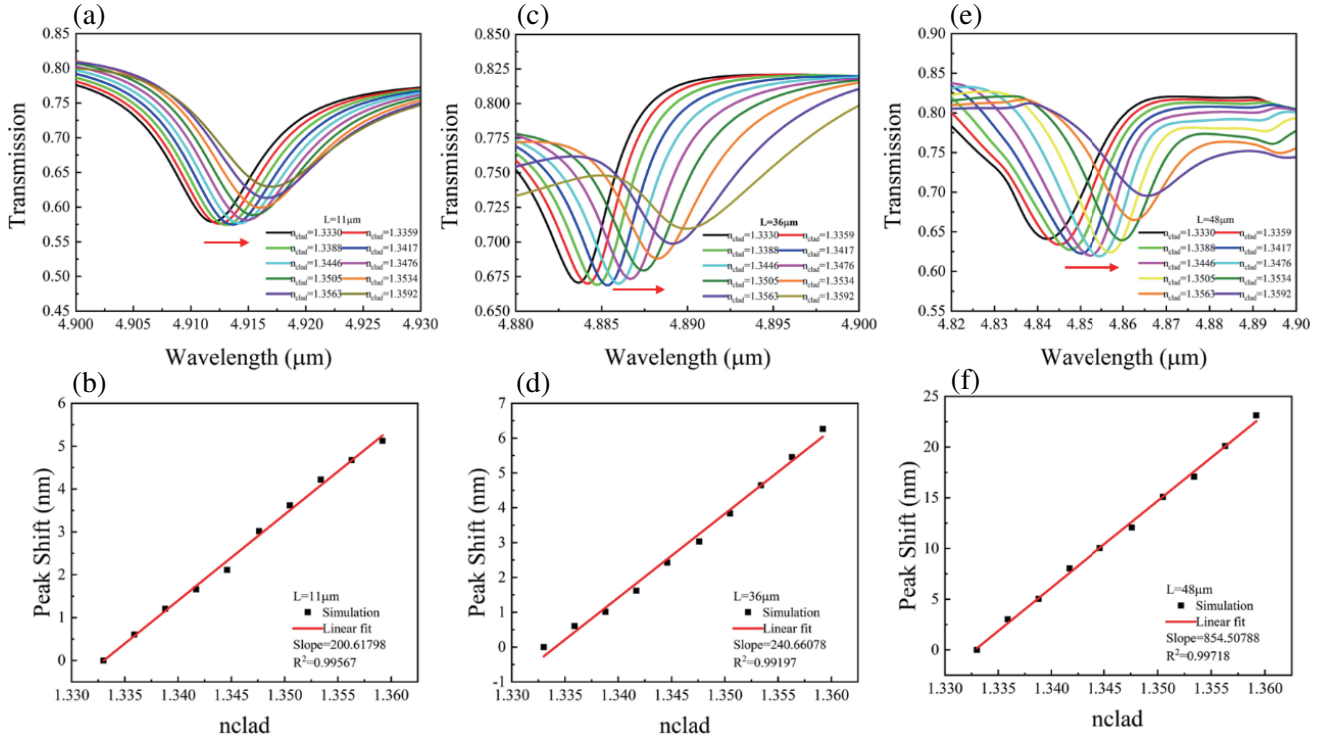 (a)
0.85
0.80
0.75
0.70
0.65
0.60
0.55
0.50
0.45
Transmission
L=11μm
nclad=1.3330 nclad=1.3359
nclad=1.3388 nclad=1.3417
nclad=1.3446 nclad=1.3476
nclad=1.3505 nclad=1.3534
nclad=1.3563 nclad=1.3592
4.900 4.905 4.910 4.915 4.920 4.925 4.930
Wavelength (μm)
(c)
0.850
0.825
0.800
0.775
0.750
0.725
0.700
0.675
0.650
Transmission
L=36μm
nclad=1.3330 nclad=1.3359
nclad=1.3388 nclad=1.3417
nclad=1.3446 nclad=1.3476
nclad=1.3505 nclad=1.3534
nclad=1.3563 nclad=1.3592
4.880 4.885 4.890 4.895 4.900
Wavelength (μm)
(e)
0.90
0.85
0.80
0.75
0.70
0.65
0.60
0.55
Transmission
L=48μm
nclad=1.3330 nclad=1.3359
nclad=1.3388 nclad=1.3417
nclad=1.3446 nclad=1.3476
nclad=1.3505 nclad=1.3534
nclad=1.3563 nclad=1.3592
4.82 4.83 4.84 4.85 4.86 4.87 4.88 4.89 4.90
Wavelength (μm)
(b)
6
5
4
3
2
1
0
Peak Shift (nm)
L=11μm
Simulation
Linear fit
Slope=200.61798
R²=0.99567
1.330 1.335 1.340 1.345 1.350 1.355 1.360
nclad
(d)
7
6
5
4
3
2
1
0
-1
Peak Shift (nm)
L=36μm
Simulation
Linear fit
Slope=240.66078
R²=0.99197
1.330 1.335 1.340 1.345 1.350 1.355 1.360
nclad
(f)
25
20
15
10
5
0
Peak Shift (nm)
L=48μm
Simulation
Linear fit
Slope=854.50788
R²=0.99718
1.330 1.335 1.340 1.345 1.350 1.355 1.360
nclad